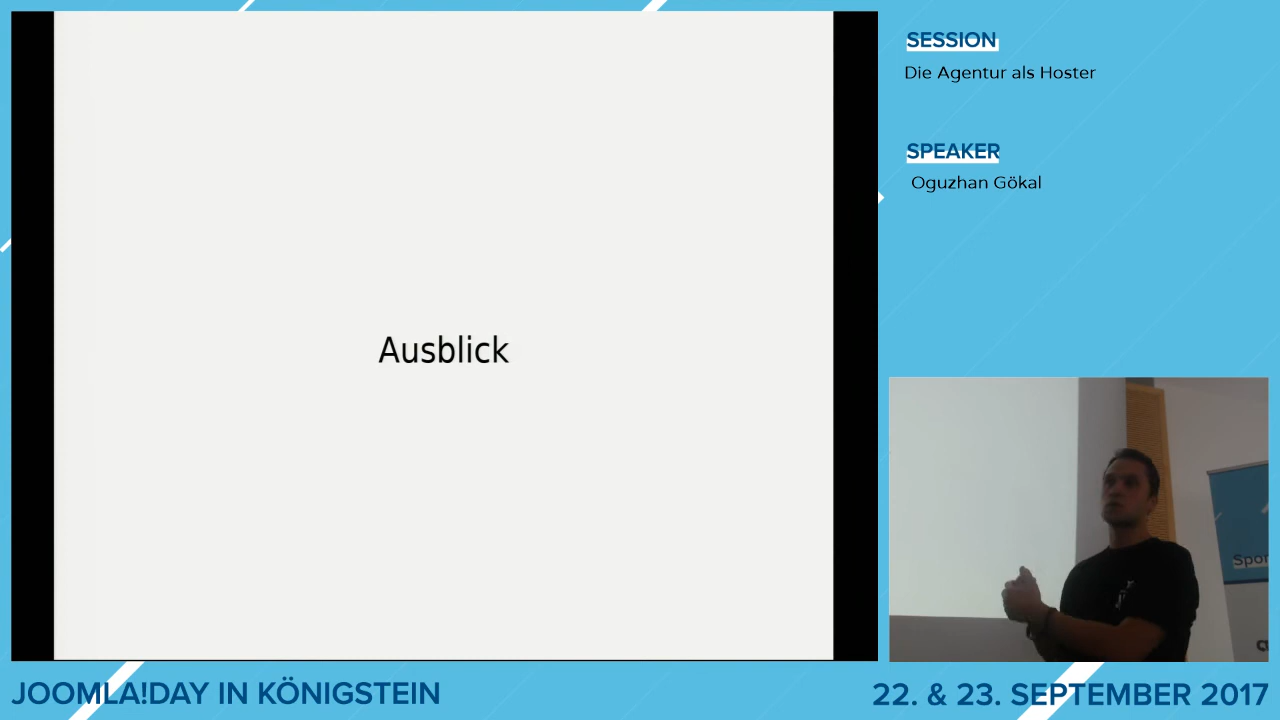 SESSION
Die Agentur als Hoster
SPEAKER
Oguzhan Gökal
Ausblick
JOOMLA!DAY IN KÖNIGSTEIN
22. & 23. SEPTEMBER 2017